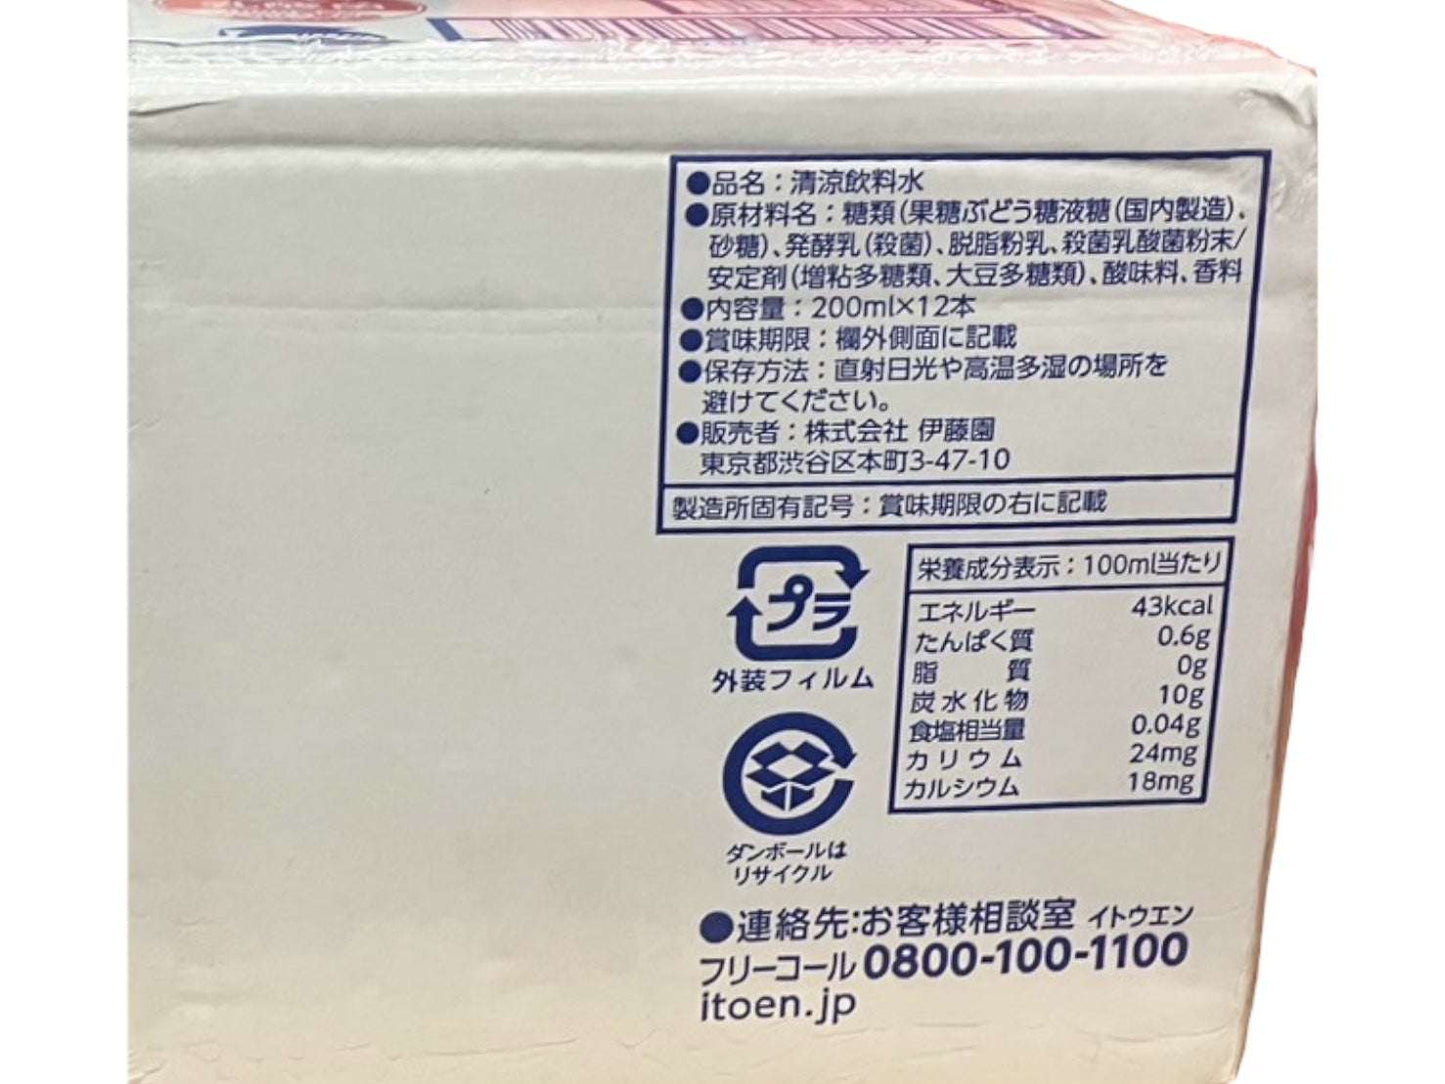 ●品名：清涼飲料水
●原材料名：糖類(果糖ぶどう糖液糖(国内製造)、
砂糖)、発酵乳(殺菌)、脱脂粉乳、殺菌乳酸菌粉末/
安定剤(増粘多糖類、大豆多糖類)、酸味料、香料
●内容量：200ml×12本
●賞味期限：欄外側面に記載
●保存方法：直射日光や高温多湿の場所を
避けてください。
●販売者：株式会社 伊藤園
東京都渋谷区本町3-47-10
製造所固有記号：賞味期限の右に記載
プラ
外装フィルム
栄養成分表示：100ml当たり
エネルギー 43kcal
たんぱく質 0.6g
脂質 0g
炭水化物 10g
食塩相当量 0.04g
カリウム 24mg
カルシウム 18mg
ダンボールは
リサイクル
●連絡先:お客様相談室 イトウエン
フリーコール 0800-100-1100
itoen.jp